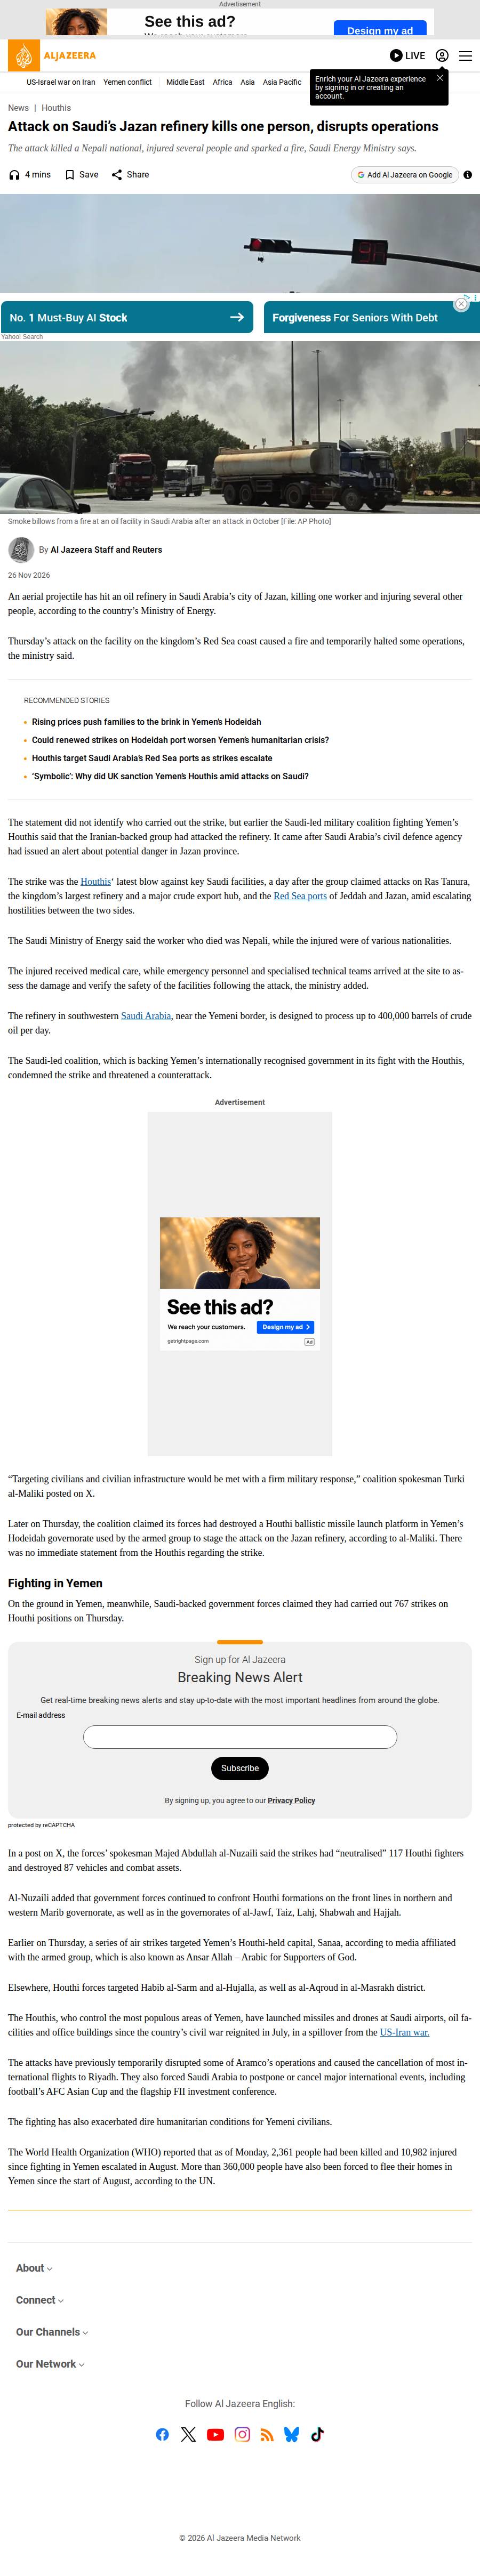 Advertisement
See this ad?
Design my ad
ALJAZEERA
LIVE
US-Israel war on Iran Yemen conflict Middle East Africa Asia Asia Pacific
Enrich your Al Jazeera experience
by signing in or creating an
account.
News | Houthis
Attack on Saudi’s Jazan refinery kills one person, disrupts operations
The attack killed a Nepali national, injured several people and sparked a fire, Saudi Energy Ministry says.
4 mins Save Share Add Al Jazeera on Google
No. 1 Must-Buy AI Stock
Forgiveness For Seniors With Debt
Yahoo! Search
Smoke billows from a fire at an oil facility in Saudi Arabia after an attack in October [File: AP Photo]
By Al Jazeera Staff and Reuters
26 Nov 2026
An aerial projectile has hit an oil refinery in Saudi Arabia’s city of Jazan, killing one worker and injuring several other
people, according to the country’s Ministry of Energy.
Thursday’s attack on the facility on the kingdom’s Red Sea coast caused a fire and temporarily halted some operations,
the ministry said.
RECOMMENDED STORIES
Rising prices push families to the brink in Yemen’s Hodeidah
Could renewed strikes on Hodeidah port worsen Yemen’s humanitarian crisis?
Houthis target Saudi Arabia’s Red Sea ports as strikes escalate
‘Symbolic’: Why did UK sanction Yemen’s Houthis amid attacks on Saudi?
The statement did not identify who carried out the strike, but earlier the Saudi-led military coalition fighting Yemen’s
Houthis said that the Iranian-backed group had attacked the refinery. It came after Saudi Arabia’s civil defence agency
had issued an alert about potential danger in Jazan province.
The strike was the Houthis‘ latest blow against key Saudi facilities, a day after the group claimed attacks on Ras Tanura,
the kingdom’s largest refinery and a major crude export hub, and the Red Sea ports of Jeddah and Jazan, amid escalating
hostilities between the two sides.
The Saudi Ministry of Energy said the worker who died was Nepali, while the injured were of various nationalities.
The injured received medical care, while emergency personnel and specialised technical teams arrived at the site to as-
sess the damage and verify the safety of the facilities following the attack, the ministry added.
The refinery in southwestern Saudi Arabia, near the Yemeni border, is designed to process up to 400,000 barrels of crude
oil per day.
The Saudi-led coalition, which is backing Yemen’s internationally recognised government in its fight with the Houthis,
condemned the strike and threatened a counterattack.
Advertisement
See this ad?
We reach your customers.
Design my ad
getrightpage.com
Ad
“Targeting civilians and civilian infrastructure would be met with a firm military response,” coalition spokesman Turki
al-Maliki posted on X.
Later on Thursday, the coalition claimed its forces had destroyed a Houthi ballistic missile launch platform in Yemen’s
Hodeidah governorate used by the armed group to stage the attack on the Jazan refinery, according to al-Maliki. There
was no immediate statement from the Houthis regarding the strike.
Fighting in Yemen
On the ground in Yemen, meanwhile, Saudi-backed government forces claimed they had carried out 767 strikes on
Houthi positions on Thursday.
Sign up for Al Jazeera
Breaking News Alert
Get real-time breaking news alerts and stay up-to-date with the most important headlines from around the globe.
E-mail address
Subscribe
By signing up, you agree to our Privacy Policy
protected by reCAPTCHA
In a post on X, the forces’ spokesman Majed Abdullah al-Nuzaili said the strikes had “neutralised” 117 Houthi fighters
and destroyed 87 vehicles and combat assets.
Al-Nuzaili added that government forces continued to confront Houthi formations on the front lines in northern and
western Marib governorate, as well as in the governorates of al-Jawf, Taiz, Lahj, Shabwah and Hajjah.
Earlier on Thursday, a series of air strikes targeted Yemen’s Houthi-held capital, Sanaa, according to media affiliated
with the armed group, which is also known as Ansar Allah – Arabic for Supporters of God.
Elsewhere, Houthi forces targeted Habib al-Sarm and al-Hujalla, as well as al-Aqroud in al-Masrakh district.
The Houthis, who control the most populous areas of Yemen, have launched missiles and drones at Saudi airports, oil fa-
cilities and office buildings since the country’s civil war reignited in July, in a spillover from the US-Iran war.
The attacks have previously temporarily disrupted some of Aramco’s operations and caused the cancellation of most in-
ternational flights to Riyadh. They also forced Saudi Arabia to postpone or cancel major international events, including
football’s AFC Asian Cup and the flagship FII investment conference.
The fighting has also exacerbated dire humanitarian conditions for Yemeni civilians.
The World Health Organization (WHO) reported that as of Monday, 2,361 people had been killed and 10,982 injured
since fighting in Yemen escalated in August. More than 360,000 people have also been forced to flee their homes in
Yemen since the start of August, according to the UN.
About
Connect
Our Channels
Our Network
Follow Al Jazeera English:
© 2026 Al Jazeera Media Network